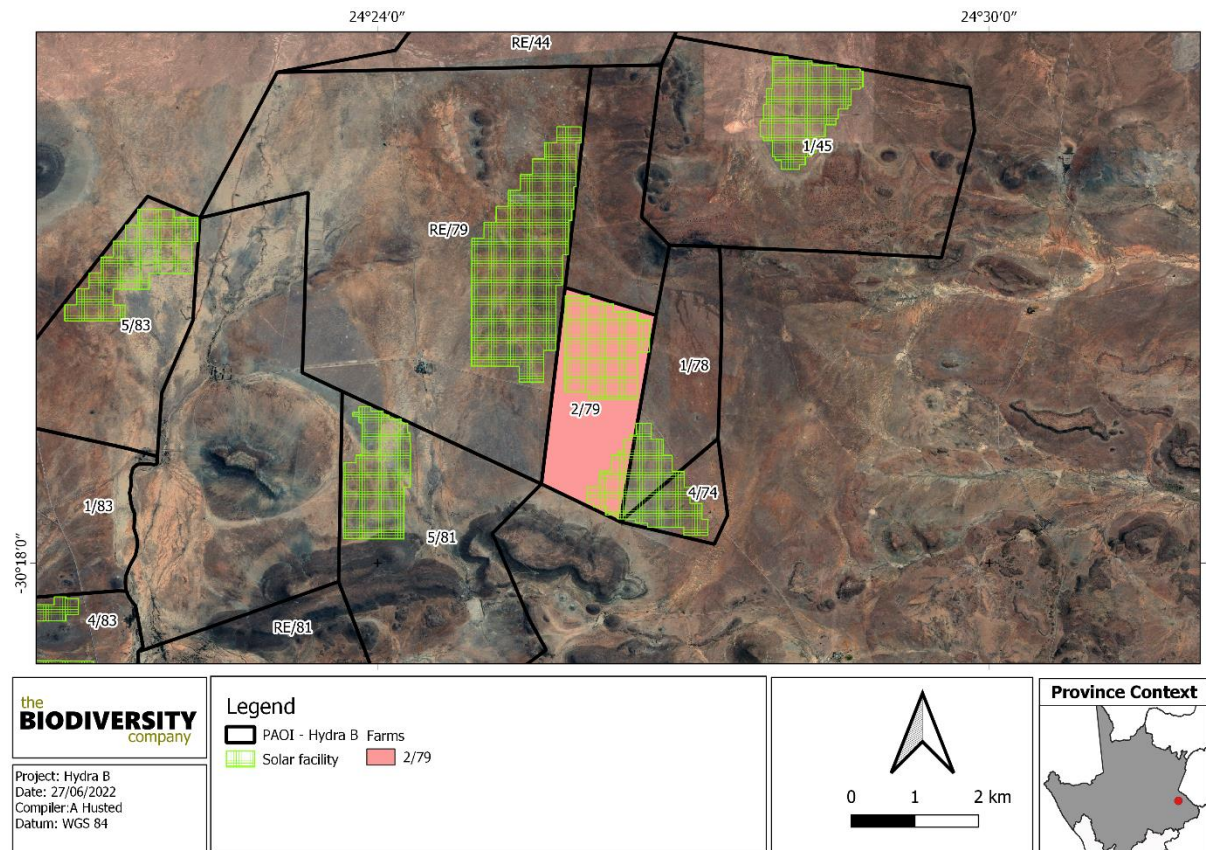 24°24′0″
24°30′0″
RE/44
1/45
RE/79
5/83
1/78
2/79
1/83
4/74
5/81
-30°18′0″
4/83
RE/81
the
BIODIVERSITY
company
Project: Hydra B
Date: 27/06/2022
Compiler:A Husted
Datum: WGS 84
Legend
PAOI - Hydra B
Solar facility
Farms
2/79
0 1 2 km
Province Context